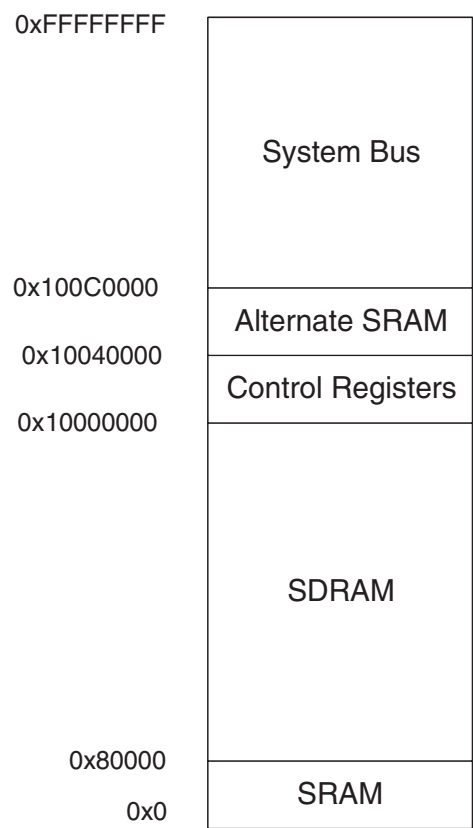 0xFFFFFFFF
System Bus
0x100C0000
Alternate SRAM
0x10040000
Control Registers
0x10000000
SDRAM
0x80000
SRAM
0x0